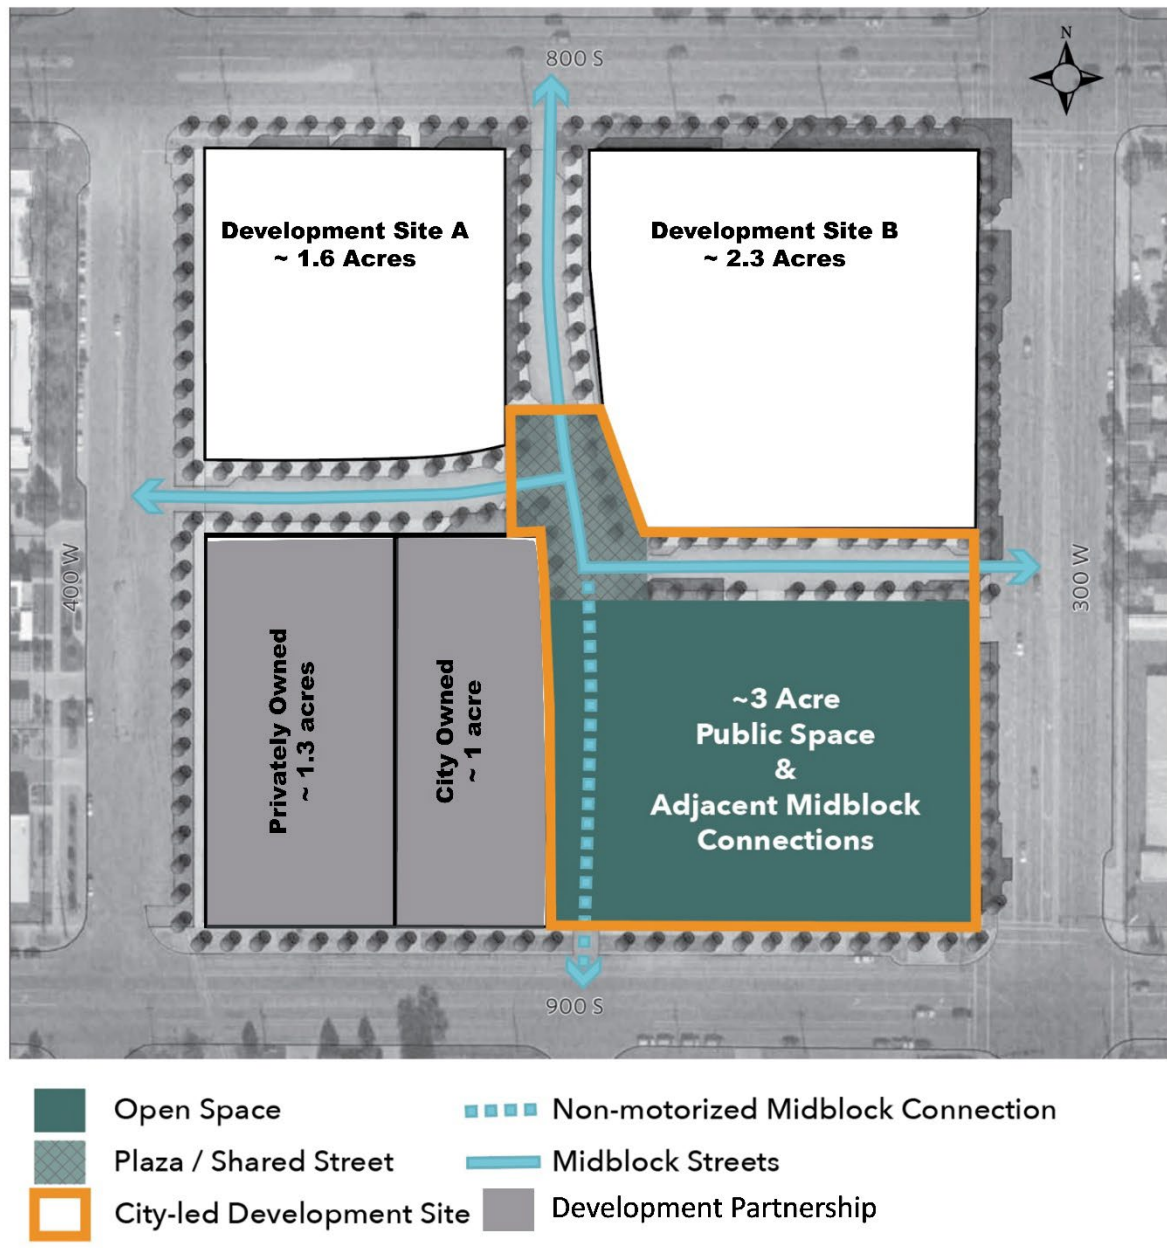 800 S
N
Development Site A
~ 1.6 Acres
Development Site B
~ 2.3 Acres
400 W
300 W
Privately Owned
~ 1.3 acres
City Owned
~ 1 acre
~3 Acre
Public Space
&
Adjacent Midblock
Connections
900 S
Open Space
Non-motorized Midblock Connection
Plaza / Shared Street
Midblock Streets
City-led Development Site
Development Partnership